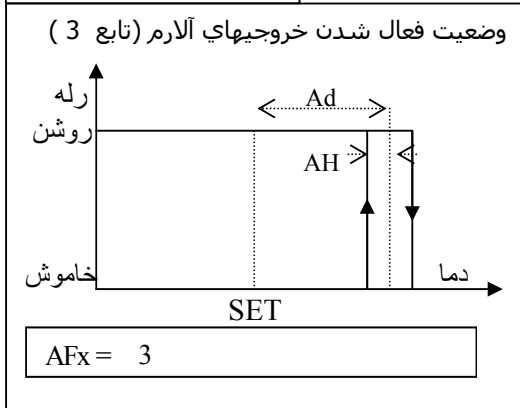 وضعيت فعال شدن خروجيهاي آلارم (تابع 3 )
رله
روشن
Ad
AH
خاموش
دما
SET
AFx = 3